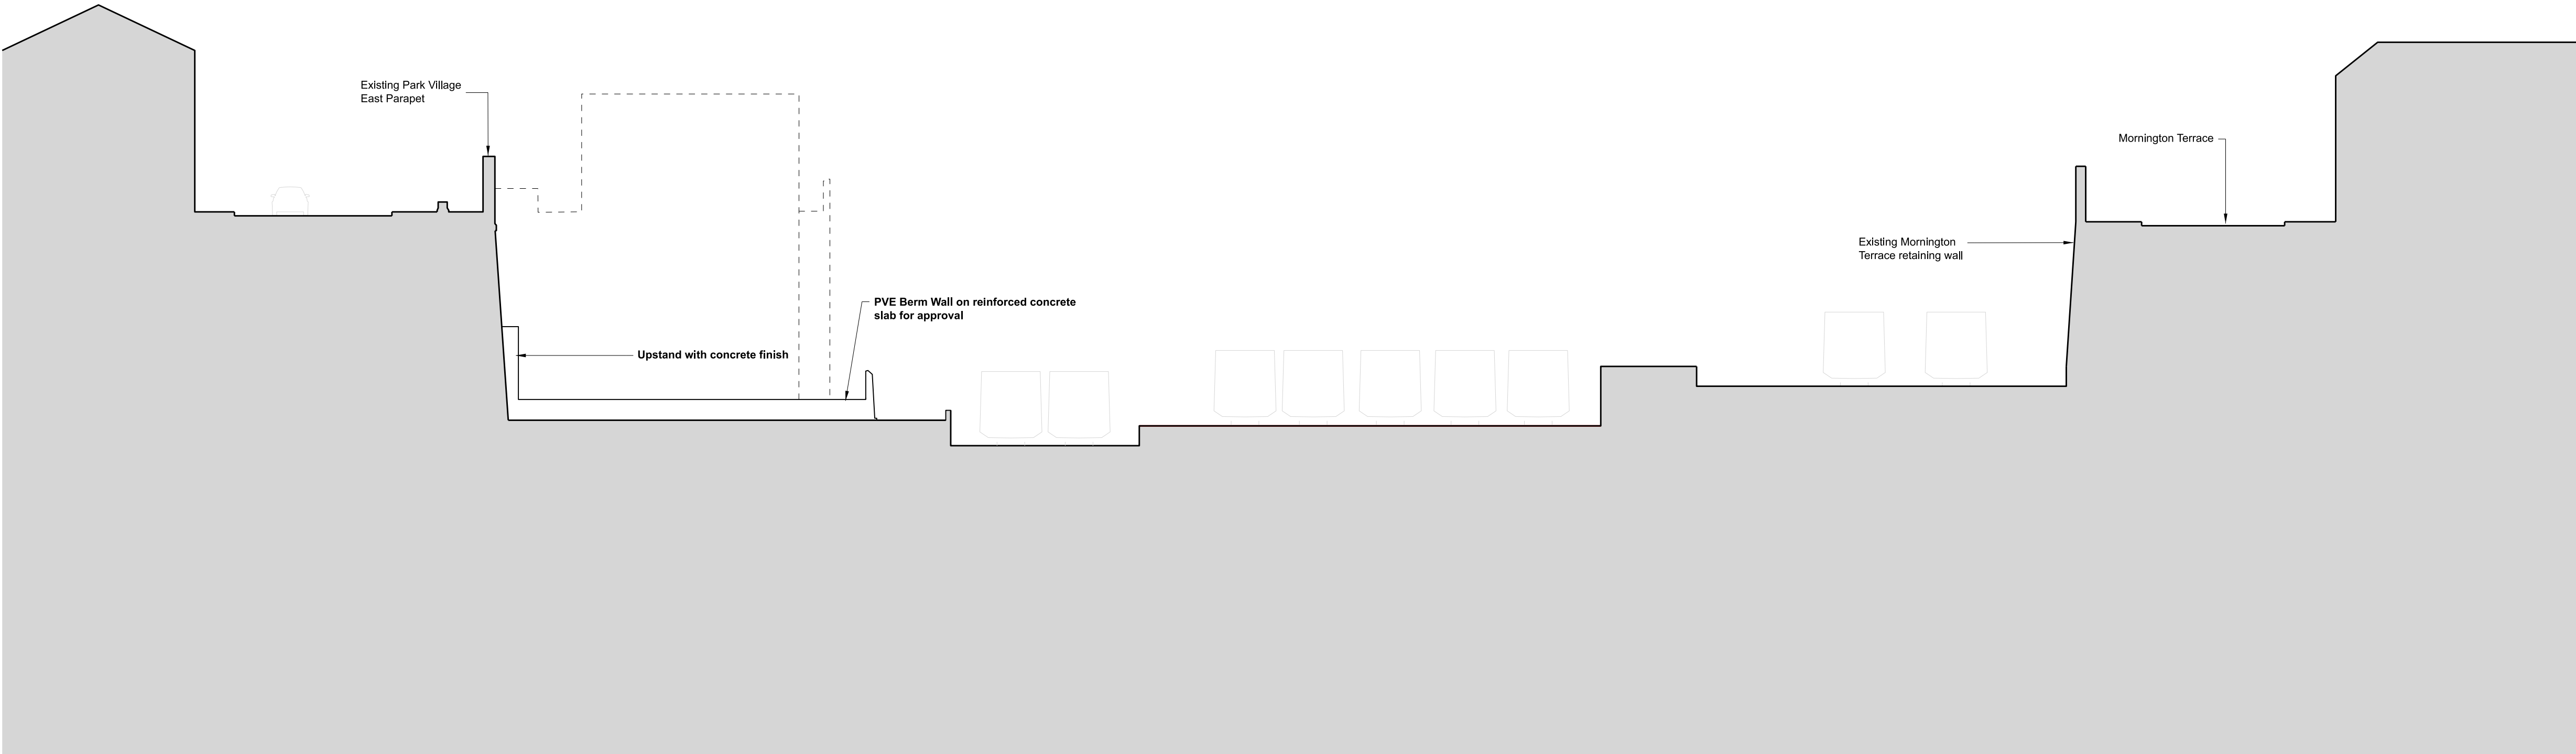 Existing Park Village
East Parapet
Mornington Terrace
Existing Mornington
Terrace retaining wall
PVE Berm Wall on reinforced concrete
slab for approval
Upstand with concrete finish